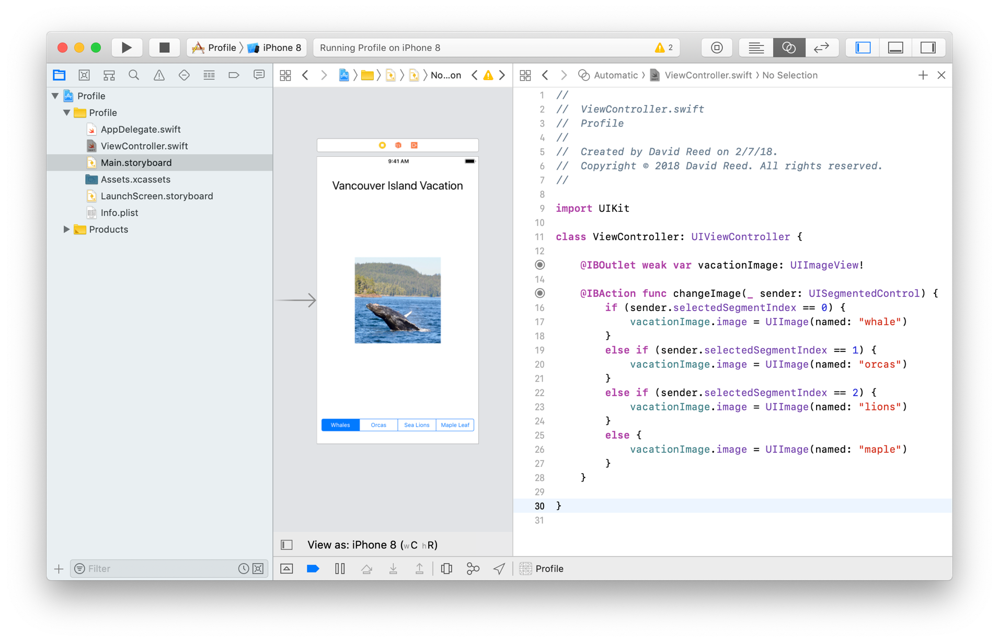 Profile 〉 iPhone 8
Running Profile on iPhone 8
2
No...on
Automatic 〉 ViewController.swift 〉 No Selection
Profile
Profile
AppDelegate.swift
ViewController.swift
Main.storyboard
Assets.xcassets
LaunchScreen.storyboard
Info.plist
Products
Filter
9:41 AM
Vancouver Island Vacation
Whales Orcas Sea Lions Maple Leaf
View as: iPhone 8 (wC hR)
1 //
2 //  ViewController.swift
3 //  Profile
4 //
5 //  Created by David Reed on 2/7/18.
6 //  Copyright © 2018 David Reed. All rights reserved.
7 //
8
9 import UIKit
10
11 class ViewController: UIViewController {
12
@IBOutlet weak var vacationImage: UIImageView!
14
@IBAction func changeImage(_ sender: UISegmentedControl) {
16 if (sender.selectedSegmentIndex == 0) {
17 vacationImage.image = UIImage(named: "whale")
18 }
19 else if (sender.selectedSegmentIndex == 1) {
20 vacationImage.image = UIImage(named: "orcas")
21 }
22 else if (sender.selectedSegmentIndex == 2) {
23 vacationImage.image = UIImage(named: "lions")
24 }
25 else {
26 vacationImage.image = UIImage(named: "maple")
27 }
28 }
29
30 }
31
Profile